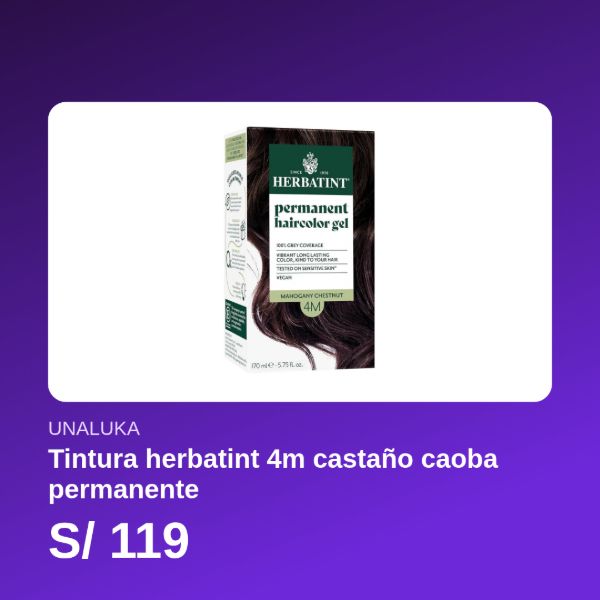 SINCE 1970
HERBATINT®
permanent
haircolor gel
100% GREY COVERAGE
VIBRANT LONG LASTING
COLOR, KIND TO YOUR HAIR
TESTED ON SENSITIVE SKIN*
VEGAN
MAHOGANY CHESTNUT
4M
170 ml ℮ - 5.75 fl. oz.
UNALUKA
Tintura herbatint 4m castaño caoba
permanente
S/ 119